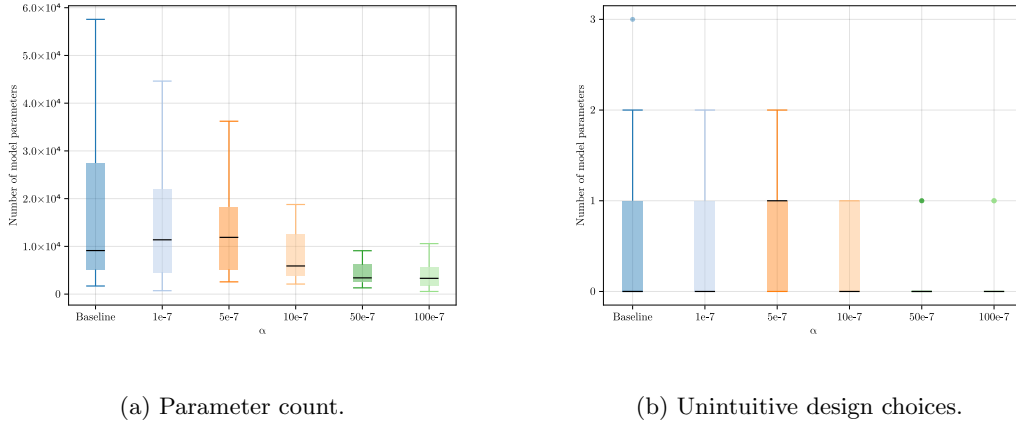 6.0×10⁴
5.0×10⁴
4.0×10⁴
3.0×10⁴
2.0×10⁴
1.0×10⁴
0
Number of model parameters
Baseline 1e-7 5e-7 10e-7 50e-7 100e-7
α
(a) Parameter count.
3
2
1
0
Number of model parameters
Baseline 1e-7 5e-7 10e-7 50e-7 100e-7
α
(b) Unintuitive design choices.